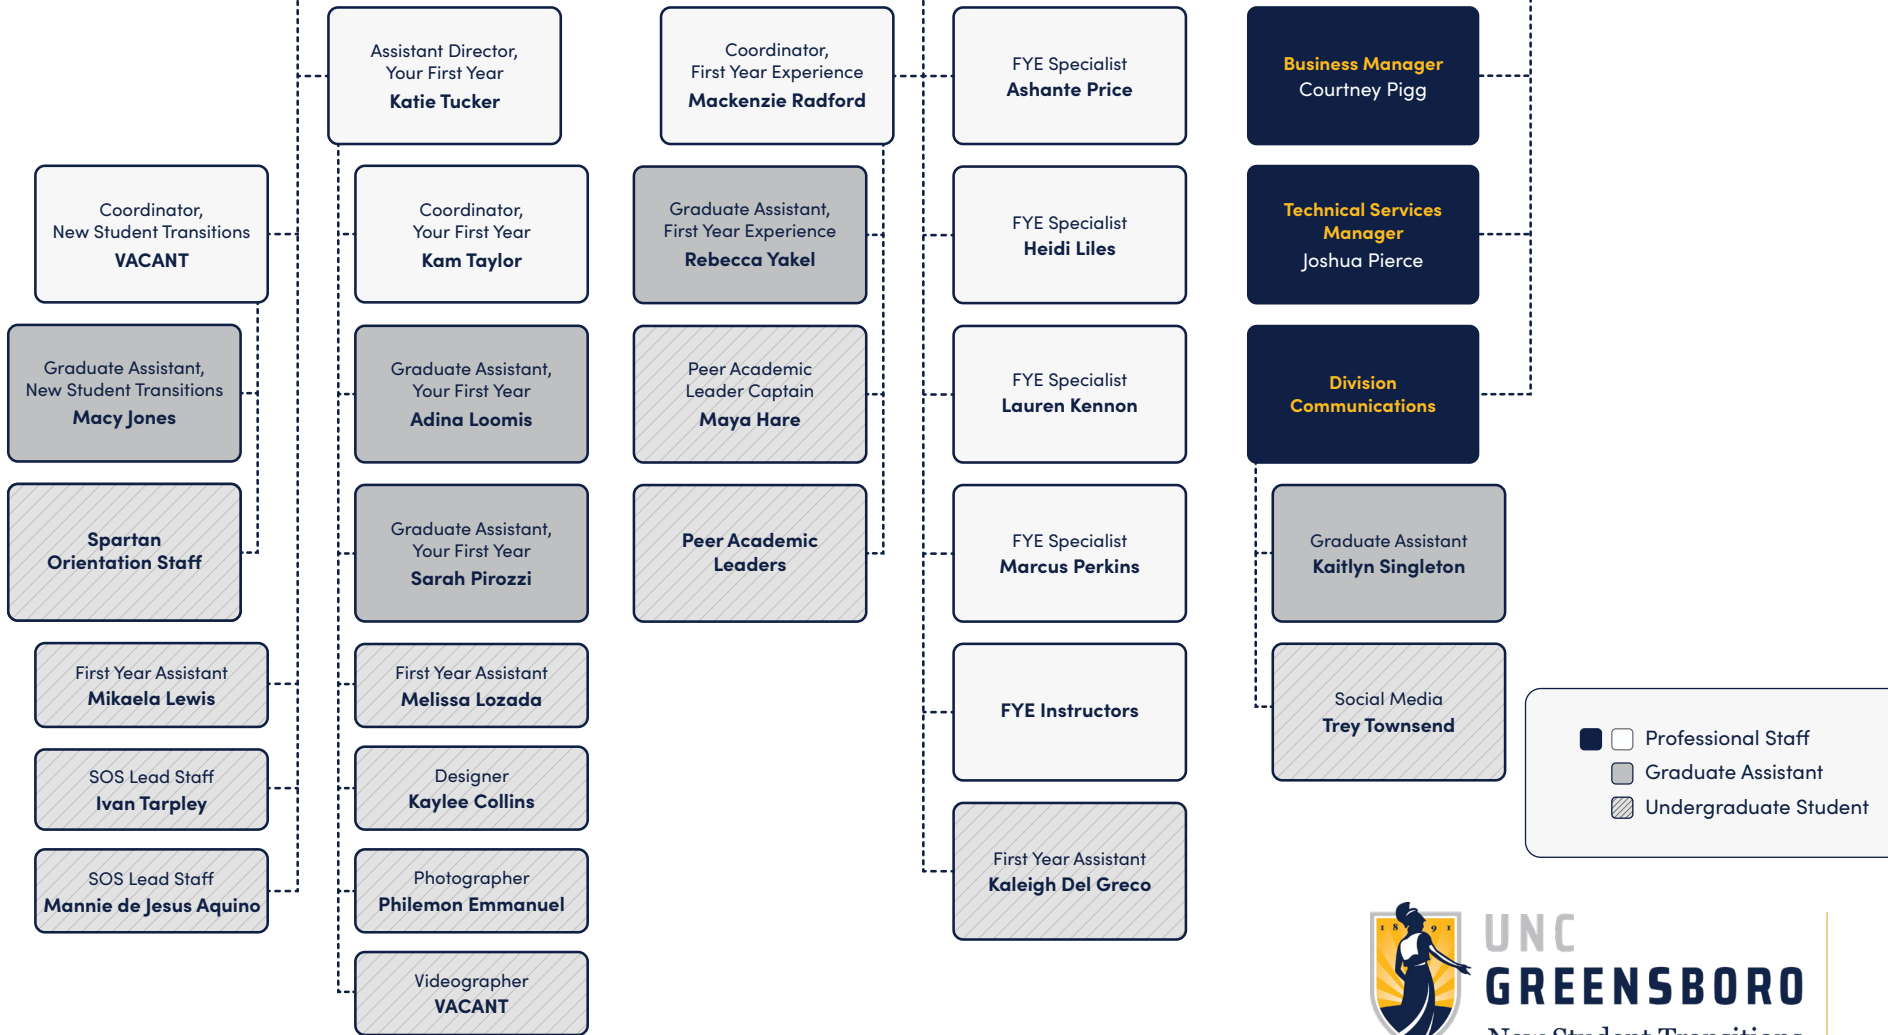 Assistant Director,
Your First Year
Katie Tucker
Coordinator,
First Year Experience
Mackenzie Radford
FYE Specialist
Ashante Price
Business Manager
Courtney Pigg
Coordinator,
New Student Transitions
VACANT
Coordinator,
Your First Year
Kam Taylor
Graduate Assistant,
First Year Experience
Rebecca Yakel
FYE Specialist
Heidi Liles
Technical Services
Manager
Joshua Pierce
Graduate Assistant,
New Student Transitions
Macy Jones
Graduate Assistant,
Your First Year
Adina Loomis
Peer Academic
Leader Captain
Maya Hare
FYE Specialist
Lauren Kennon
Division
Communications
Spartan
Orientation Staff
Graduate Assistant,
Your First Year
Sarah Pirozzi
Peer Academic
Leaders
FYE Specialist
Marcus Perkins
Graduate Assistant
Kaitlyn Singleton
First Year Assistant
Mikaela Lewis
First Year Assistant
Melissa Lozada
FYE Instructors
Social Media
Trey Townsend
SOS Lead Staff
Ivan Tarpley
Designer
Kaylee Collins
SOS Lead Staff
Mannie de Jesus Aquino
Photographer
Philemon Emmanuel
First Year Assistant
Kaleigh Del Greco
Videographer
VACANT
Professional Staff
Graduate Assistant
Undergraduate Student
1891
UNC
GREENSBORO
New Student Transitions